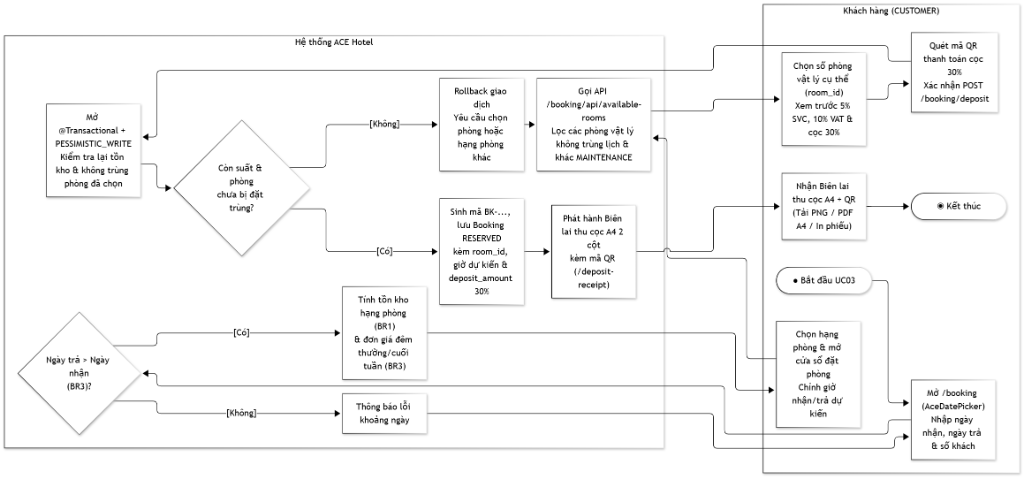 Hệ thống ACE Hotel
Mở
@Transactional +
PESSIMISTIC_WRITE
Kiểm tra lại tồn
kho & không trùng
phòng đã chọn
Còn suất &
phòng
chưa bị đặt
trùng?
[Không]
Rollback giao
dịch
Yêu cầu chọn
phòng hoặc
hạng phòng
khác
Gọi API
/booking/api/available-
rooms
Lọc các phòng vật lý
không trùng lịch &
khác MAINTENANCE
[Có]
Sinh mã BK-...,
lưu Booking
RESERVED
kèm room_id,
giờ dự kiến &
deposit_amount
30%
Phát hành Biên
lai thu cọc A4 2
cột
kèm mã QR
(/deposit-
receipt)
Ngày trả > Ngày
nhận
(BR3)?
[Có]
Tính tồn kho
hạng phòng
(BR1)
& đơn giá đêm
thường/cuối
tuần (BR3)
[Không]
Thông báo lỗi
khoảng ngày
Khách hàng (CUSTOMER)
Chọn số phòng
vật lý cụ thể
(room_id)
Xem trước 5%
SVC, 10% VAT &
cọc 30%
Quét mã QR
thanh toán cọc
30%
Xác nhận POST
/booking/deposit
Nhận Biên lai
thu cọc A4 + QR
(Tải PNG / PDF
A4 / In phiếu)
◉ Kết thúc
● Bắt đầu UC03
Chọn hạng
phòng & mở
cửa sổ đặt
phòng
Chỉnh giờ
nhận/trả dự
kiến
Mở /booking
(AceDatePicker)
Nhập ngày
nhận, ngày trả
& số khách